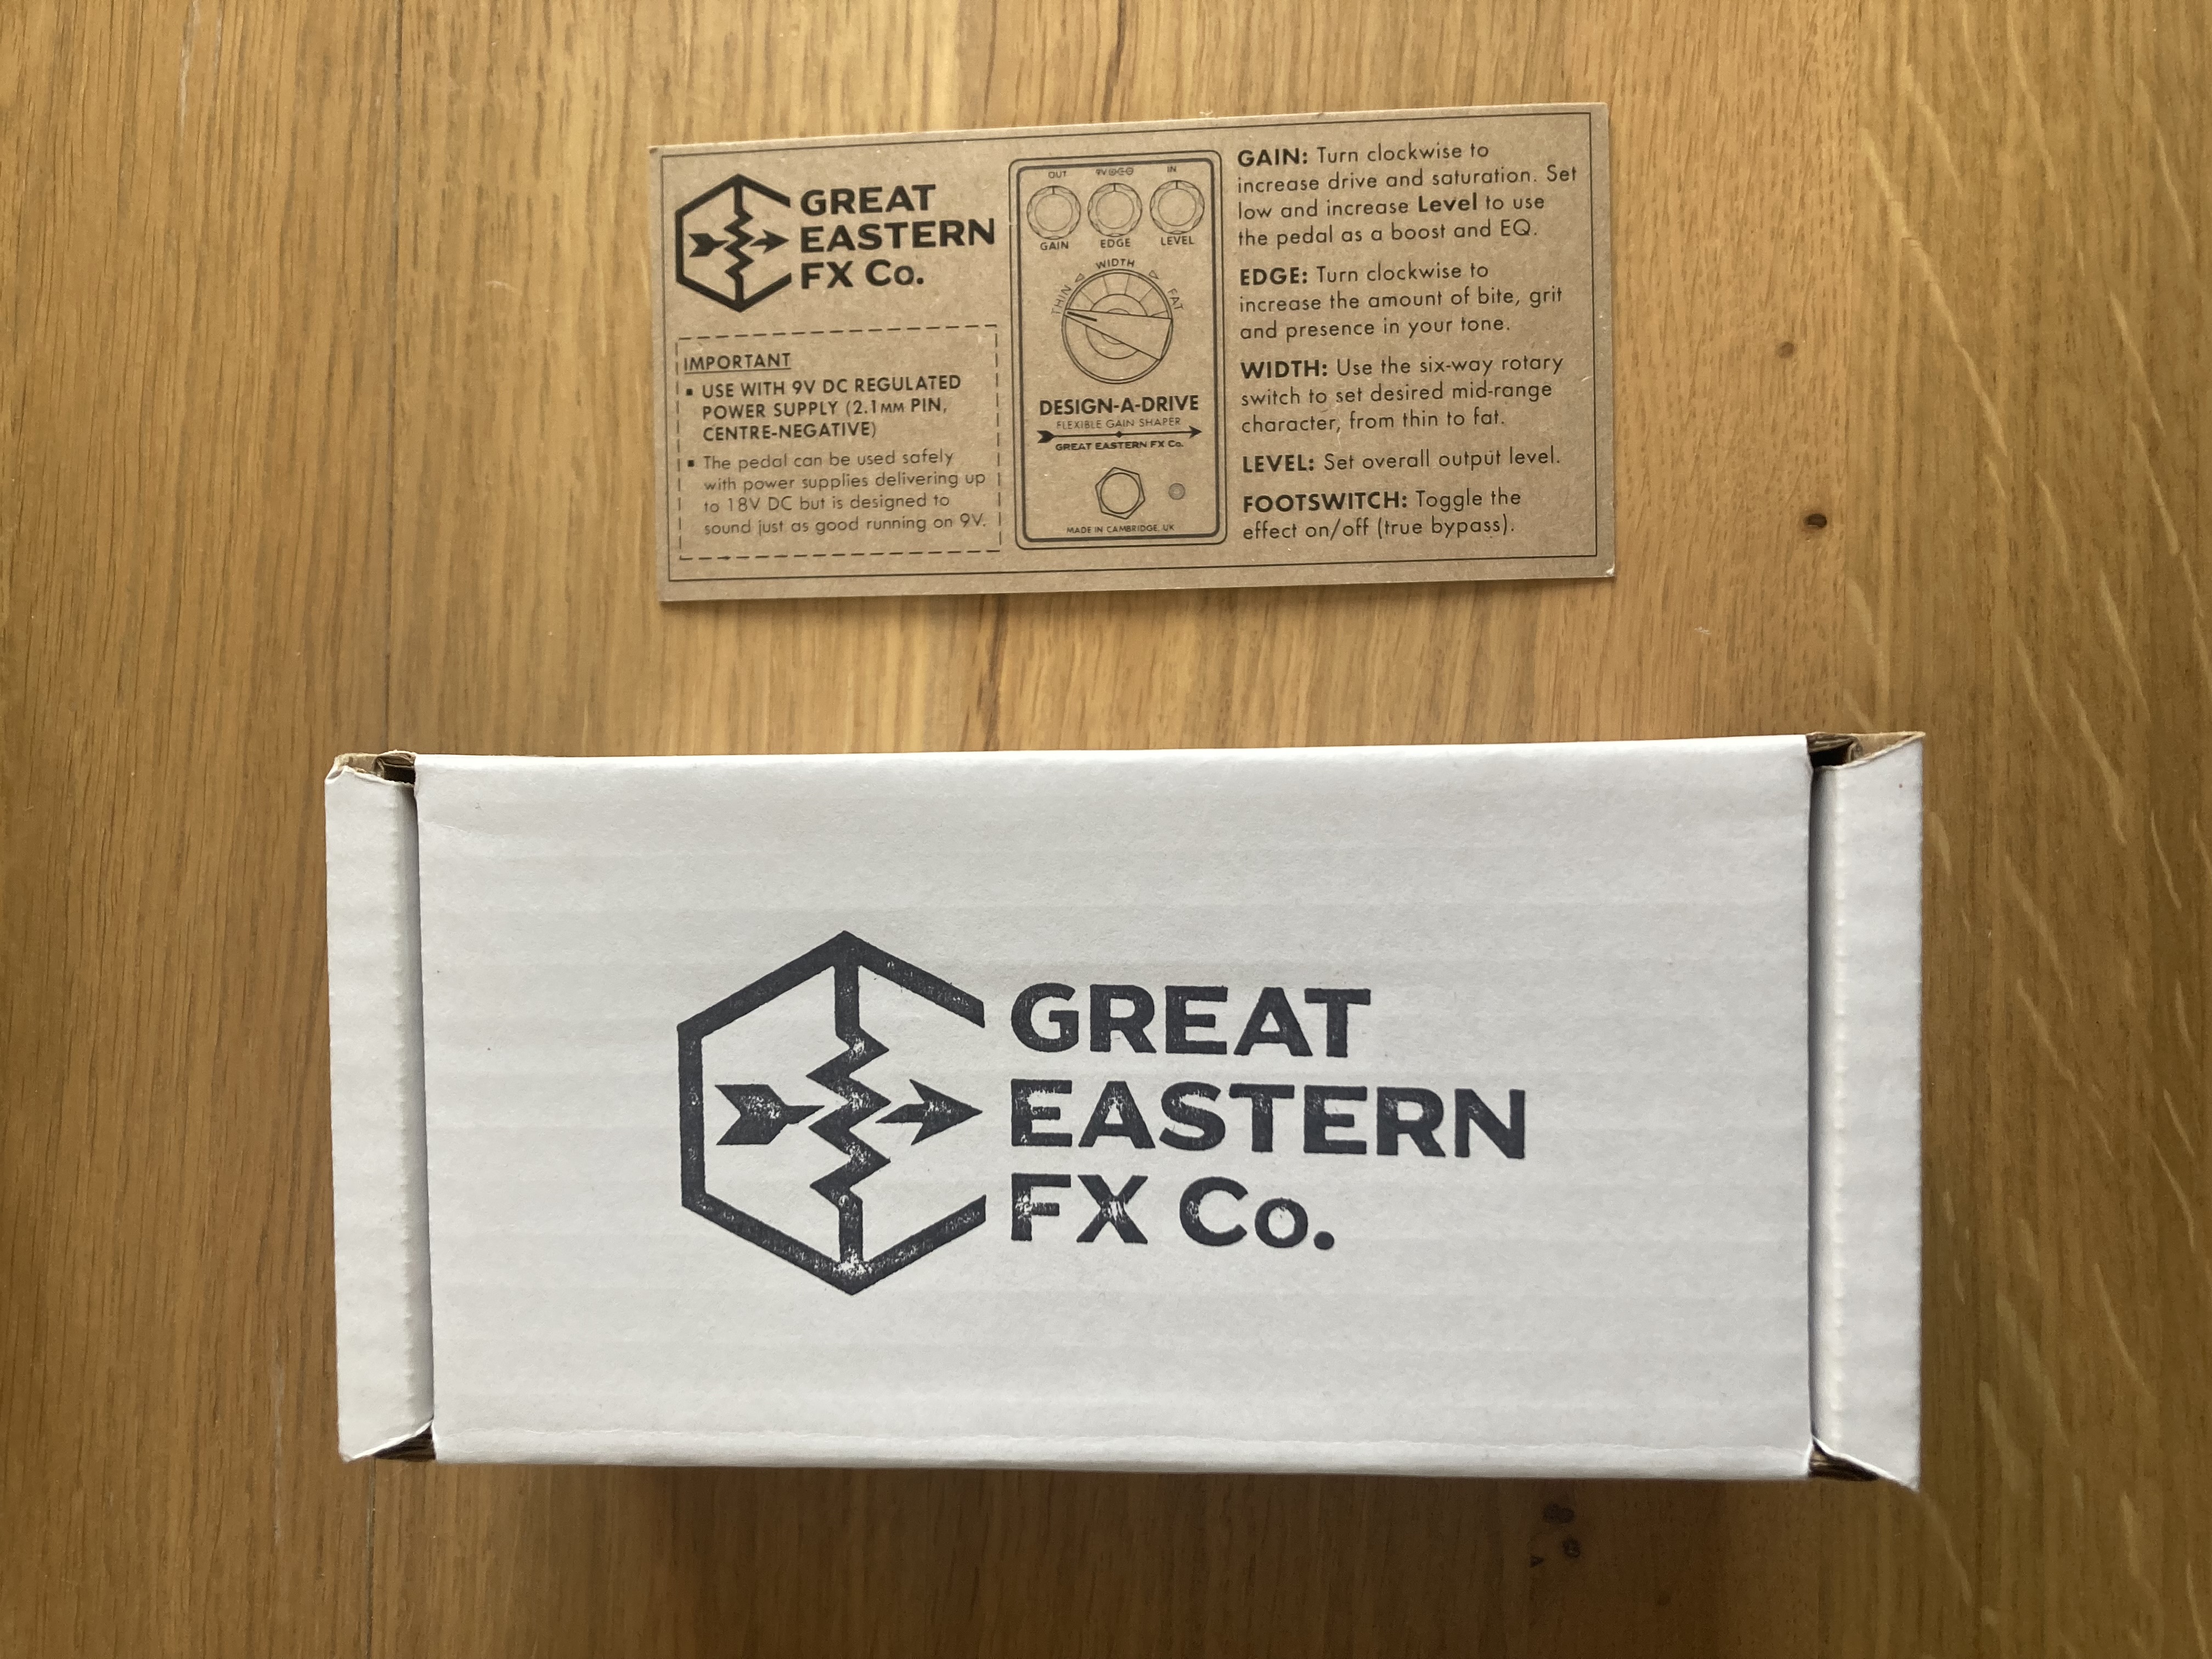 GREAT
EASTERN
FX Co.
IMPORTANT
▪ USE WITH 9V DC REGULATED
POWER SUPPLY (2.1MM PIN,
CENTRE-NEGATIVE)
▪ The pedal can be used safely
with power supplies delivering up
to 18V DC but is designed to
sound just as good running on 9V.
OUT 9V IN
GAIN EDGE LEVEL
WIDTH
THIN FAT
DESIGN-A-DRIVE
FLEXIBLE GAIN SHAPER
GREAT EASTERN FX Co.
MADE IN CAMBRIDGE, UK
GAIN: Turn clockwise to
increase drive and saturation. Set
low and increase Level to use
the pedal as a boost and EQ.
EDGE: Turn clockwise to
increase the amount of bite, grit
and presence in your tone.
WIDTH: Use the six-way rotary
switch to set desired mid-range
character, from thin to fat.
LEVEL: Set overall output level.
FOOTSWITCH: Toggle the
effect on/off (true bypass).
GREAT
EASTERN
FX Co.